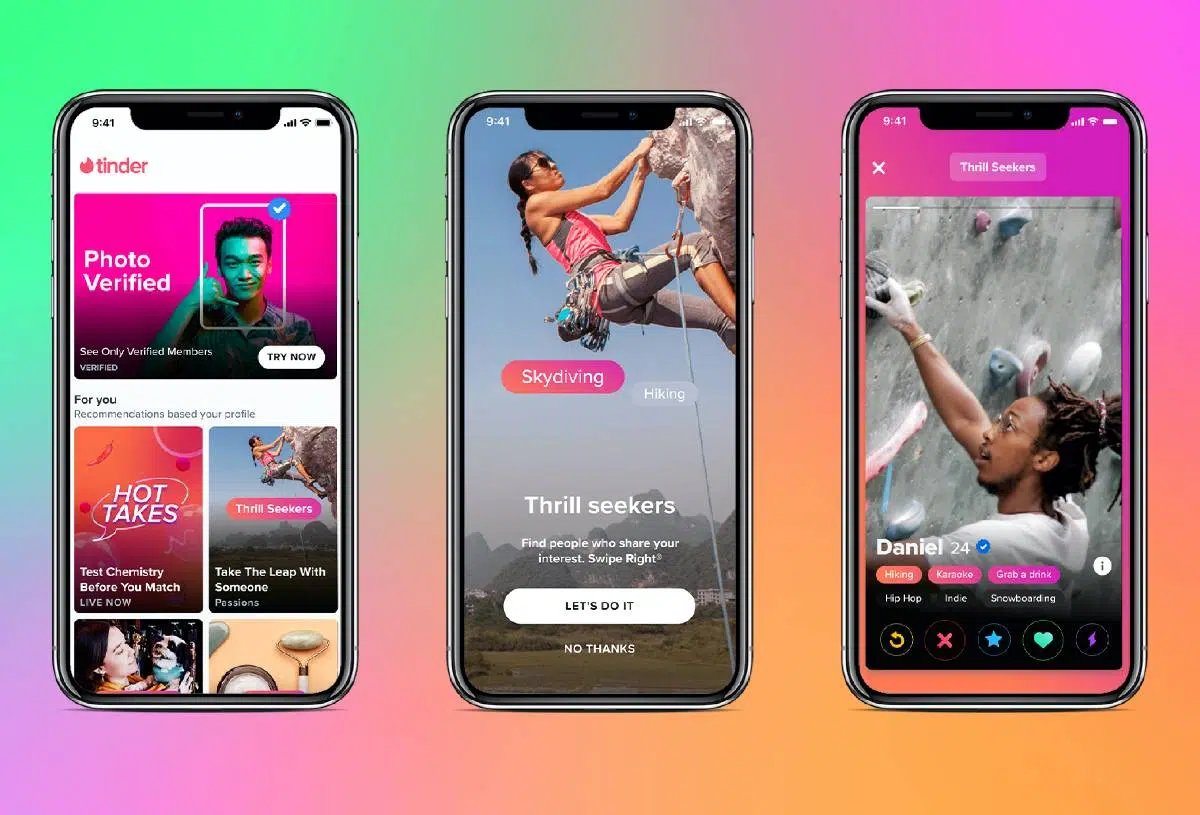 9:41
tinder
Photo
Verified
See Only Verified Members
VERIFIED
TRY NOW
For you
Recommendations based your profile
HOT
TAKES
Test Chemistry
Before You Match
LIVE NOW
Thrill Seekers
Take The Leap With
Someone
Passions
9:41
Skydiving
Hiking
Thrill seekers
Find people who share your
interest. Swipe Right®
LET'S DO IT
NO THANKS
9:41
Thrill Seekers
Daniel 24
Hiking Karaoke Grab a drink
Hip Hop Indie Snowboarding